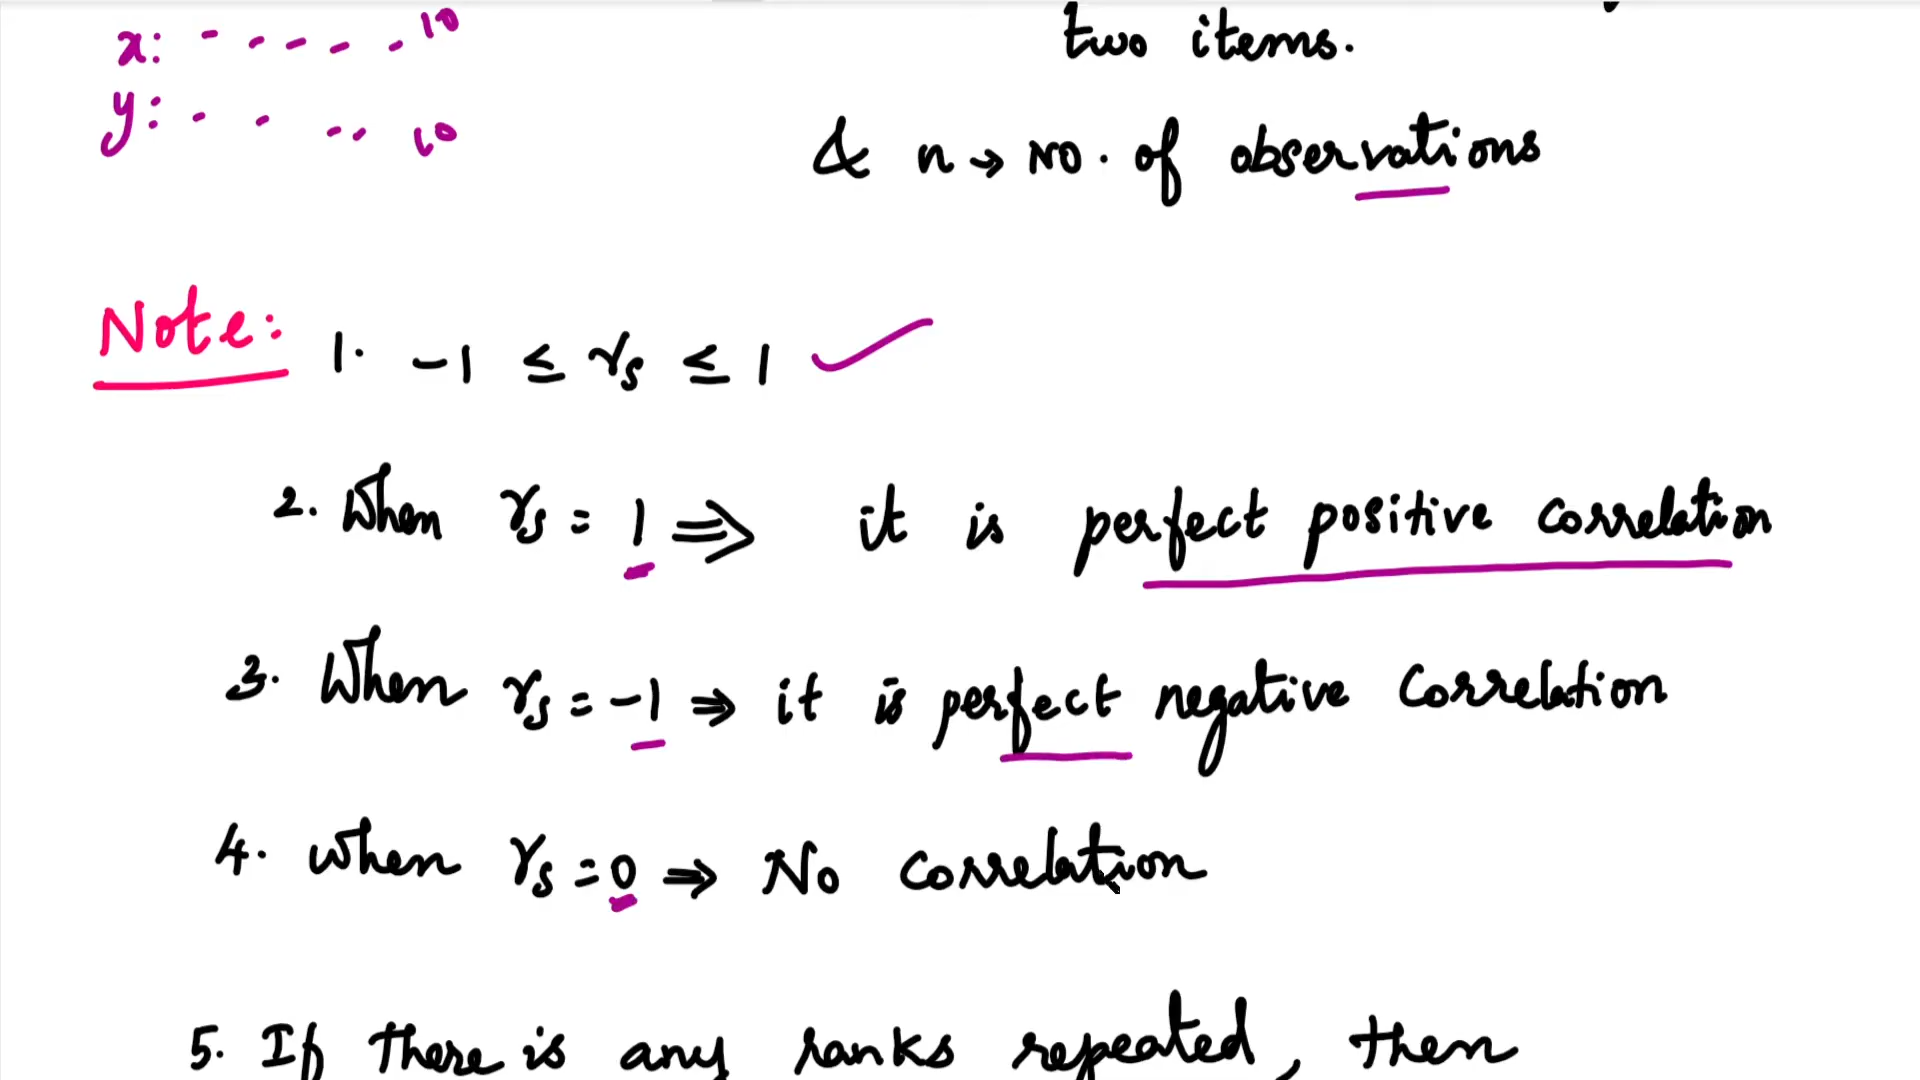 x: - - - - - 10
two items.
y: - - -- 10
& n → NO. of observations
Note: 1. -1 ≤ rs ≤ 1 ✓
2. When rs = 1 ⇒ it is perfect positive correlation
3. When rs = -1 ⇒ it is perfect negative Correlation
4. when rs = 0 ⇒ No correlation
5. If there is any ranks repeated, then